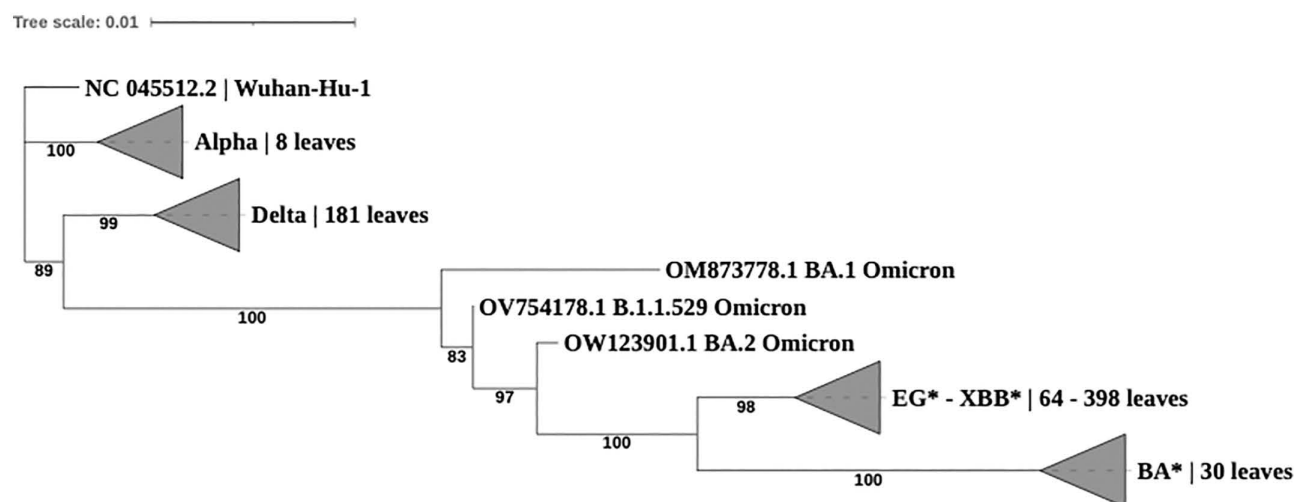 Tree scale: 0.01
NC 045512.2 | Wuhan-Hu-1
100
Alpha | 8 leaves
99
Delta | 181 leaves
89
OM873778.1 BA.1 Omicron
100
OV754178.1 B.1.1.529 Omicron
83
OW123901.1 BA.2 Omicron
97
98
EG* - XBB* | 64 - 398 leaves
100
100
BA* | 30 leaves